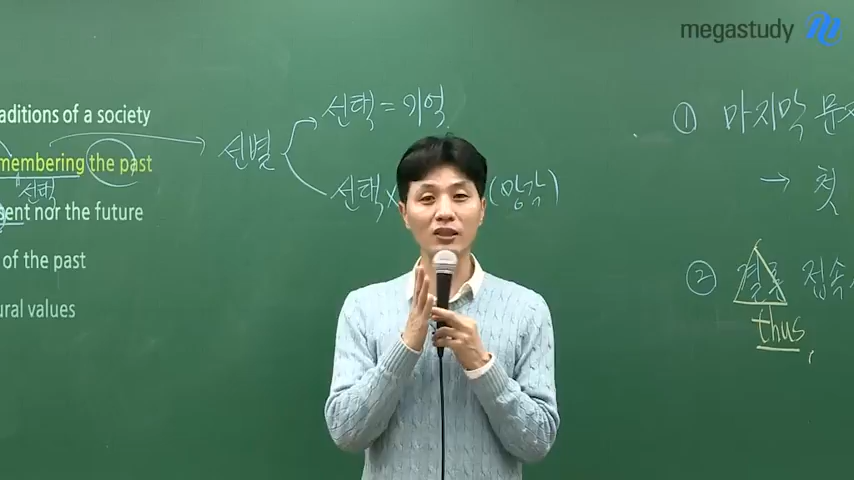 megastudy
aditions of a society
membering the past
선택
ent nor the future
of the past
ural values
선별
선택 = 기억
선택 x (망각)
① 마지막 문
→ 첫
② 결론 접속
thus